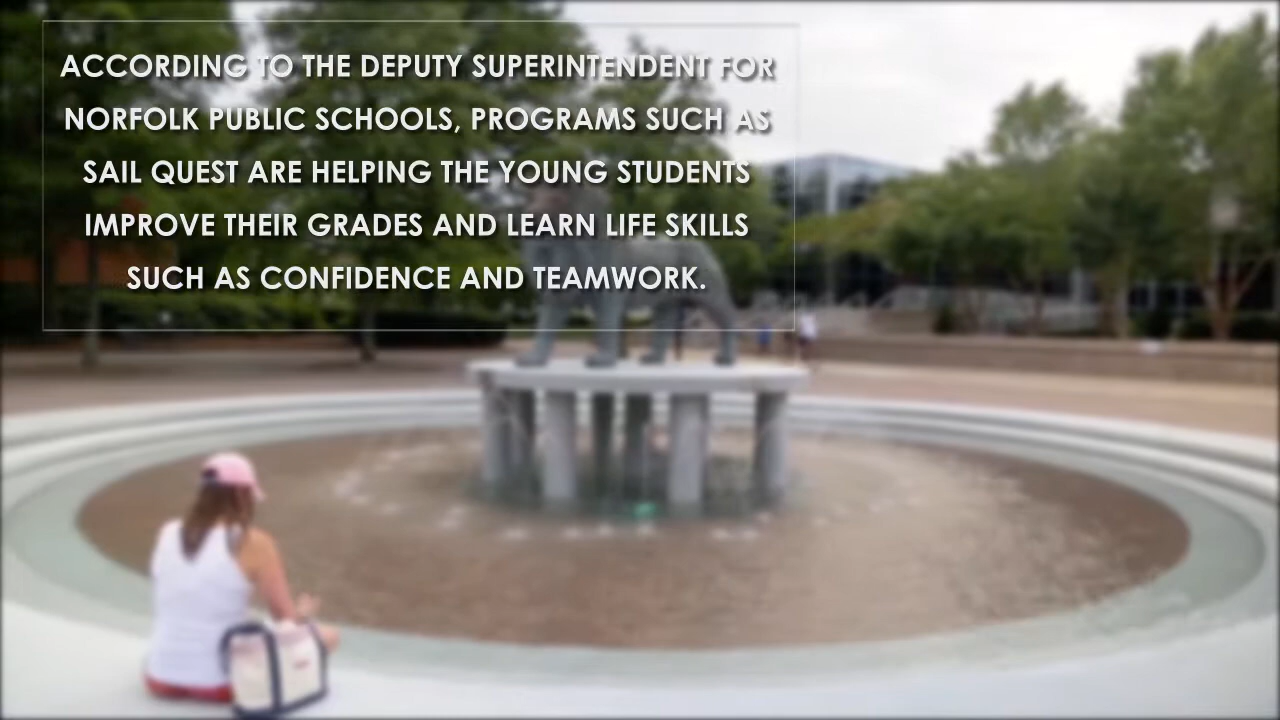 ACCORDING TO THE DEPUTY SUPERINTENDENT FOR
NORFOLK PUBLIC SCHOOLS, PROGRAMS SUCH AS
SAIL QUEST ARE HELPING THE YOUNG STUDENTS
IMPROVE THEIR GRADES AND LEARN LIFE SKILLS
SUCH AS CONFIDENCE AND TEAMWORK.